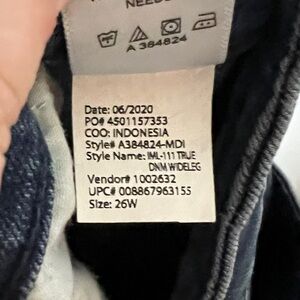 A 384824
Date: 06/2020
PO# 4501157353
COO: INDONESIA
Style# A384824-MDI
Style Name: IML-111 TRUE
DNM WIDELEG
Vendor# 1002632
UPC# 008867963155
Size: 26W